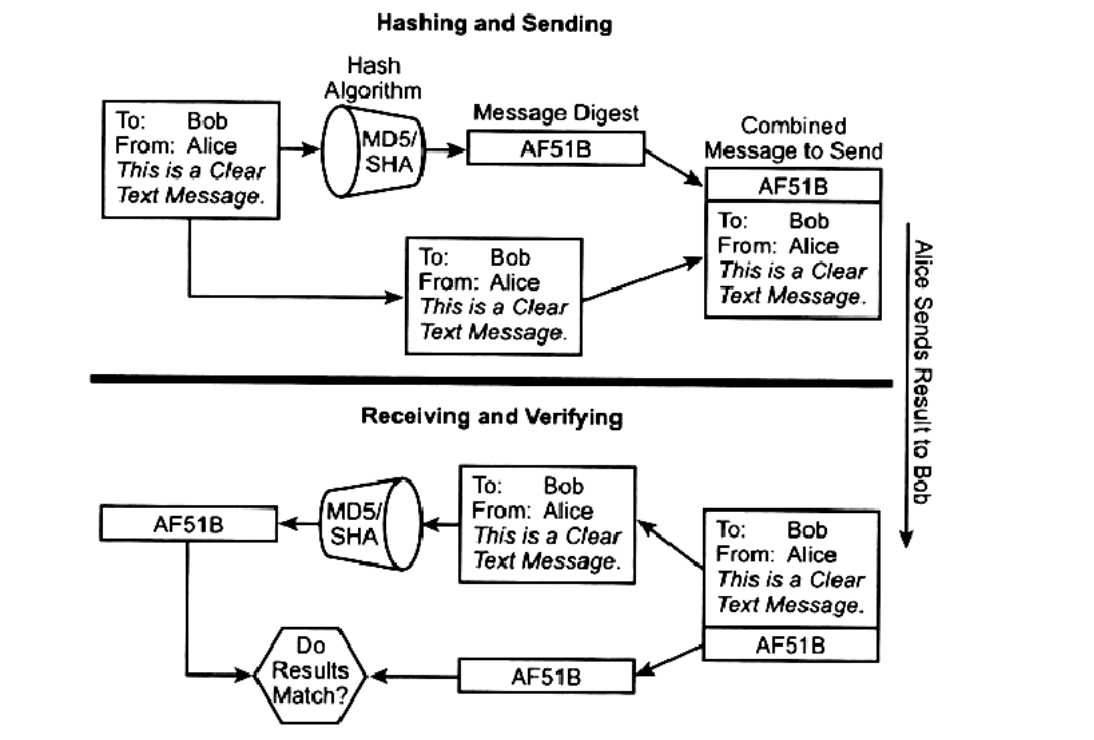 Hashing and Sending
Hash
Algorithm
To: Bob
From: Alice
This is a Clear
Text Message.
MD5/
SHA
Message Digest
AF51B
Combined
Message to Send
AF51B
To: Bob
From: Alice
This is a Clear
Text Message.
To: Bob
From: Alice
This is a Clear
Text Message.
Alice Sends Result to Bob
Receiving and Verifying
AF51B
MD5/
SHA
To: Bob
From: Alice
This is a Clear
Text Message.
To: Bob
From: Alice
This is a Clear
Text Message.
AF51B
Do
Results
Match?
AF51B